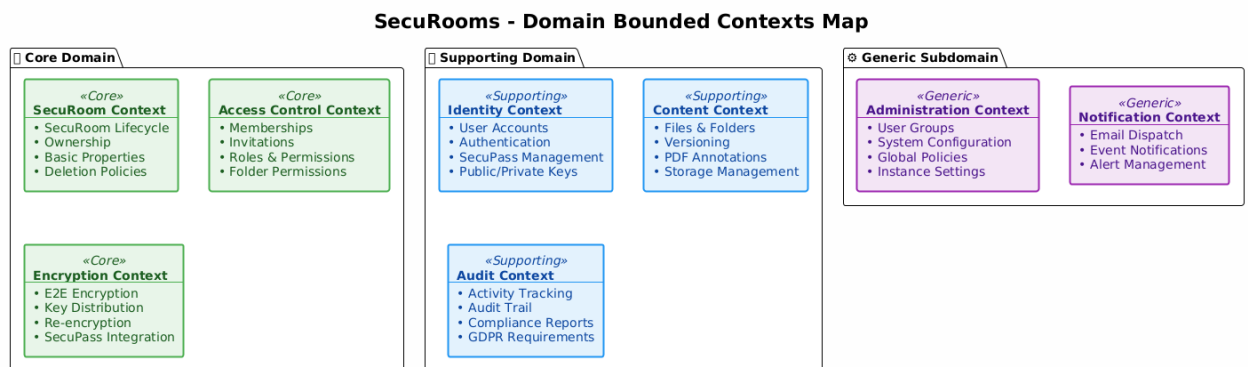 SecuRooms - Domain Bounded Contexts Map
Core Domain
«Core»
SecuRoom Context
• SecuRoom Lifecycle
• Ownership
• Basic Properties
• Deletion Policies
«Core»
Access Control Context
• Memberships
• Invitations
• Roles & Permissions
• Folder Permissions
«Core»
Encryption Context
• E2E Encryption
• Key Distribution
• Re-encryption
• SecuPass Integration
Supporting Domain
«Supporting»
Identity Context
• User Accounts
• Authentication
• SecuPass Management
• Public/Private Keys
«Supporting»
Content Context
• Files & Folders
• Versioning
• PDF Annotations
• Storage Management
«Supporting»
Audit Context
• Activity Tracking
• Audit Trail
• Compliance Reports
• GDPR Requirements
⚙ Generic Subdomain
«Generic»
Administration Context
• User Groups
• System Configuration
• Global Policies
• Instance Settings
«Generic»
Notification Context
• Email Dispatch
• Event Notifications
• Alert Management